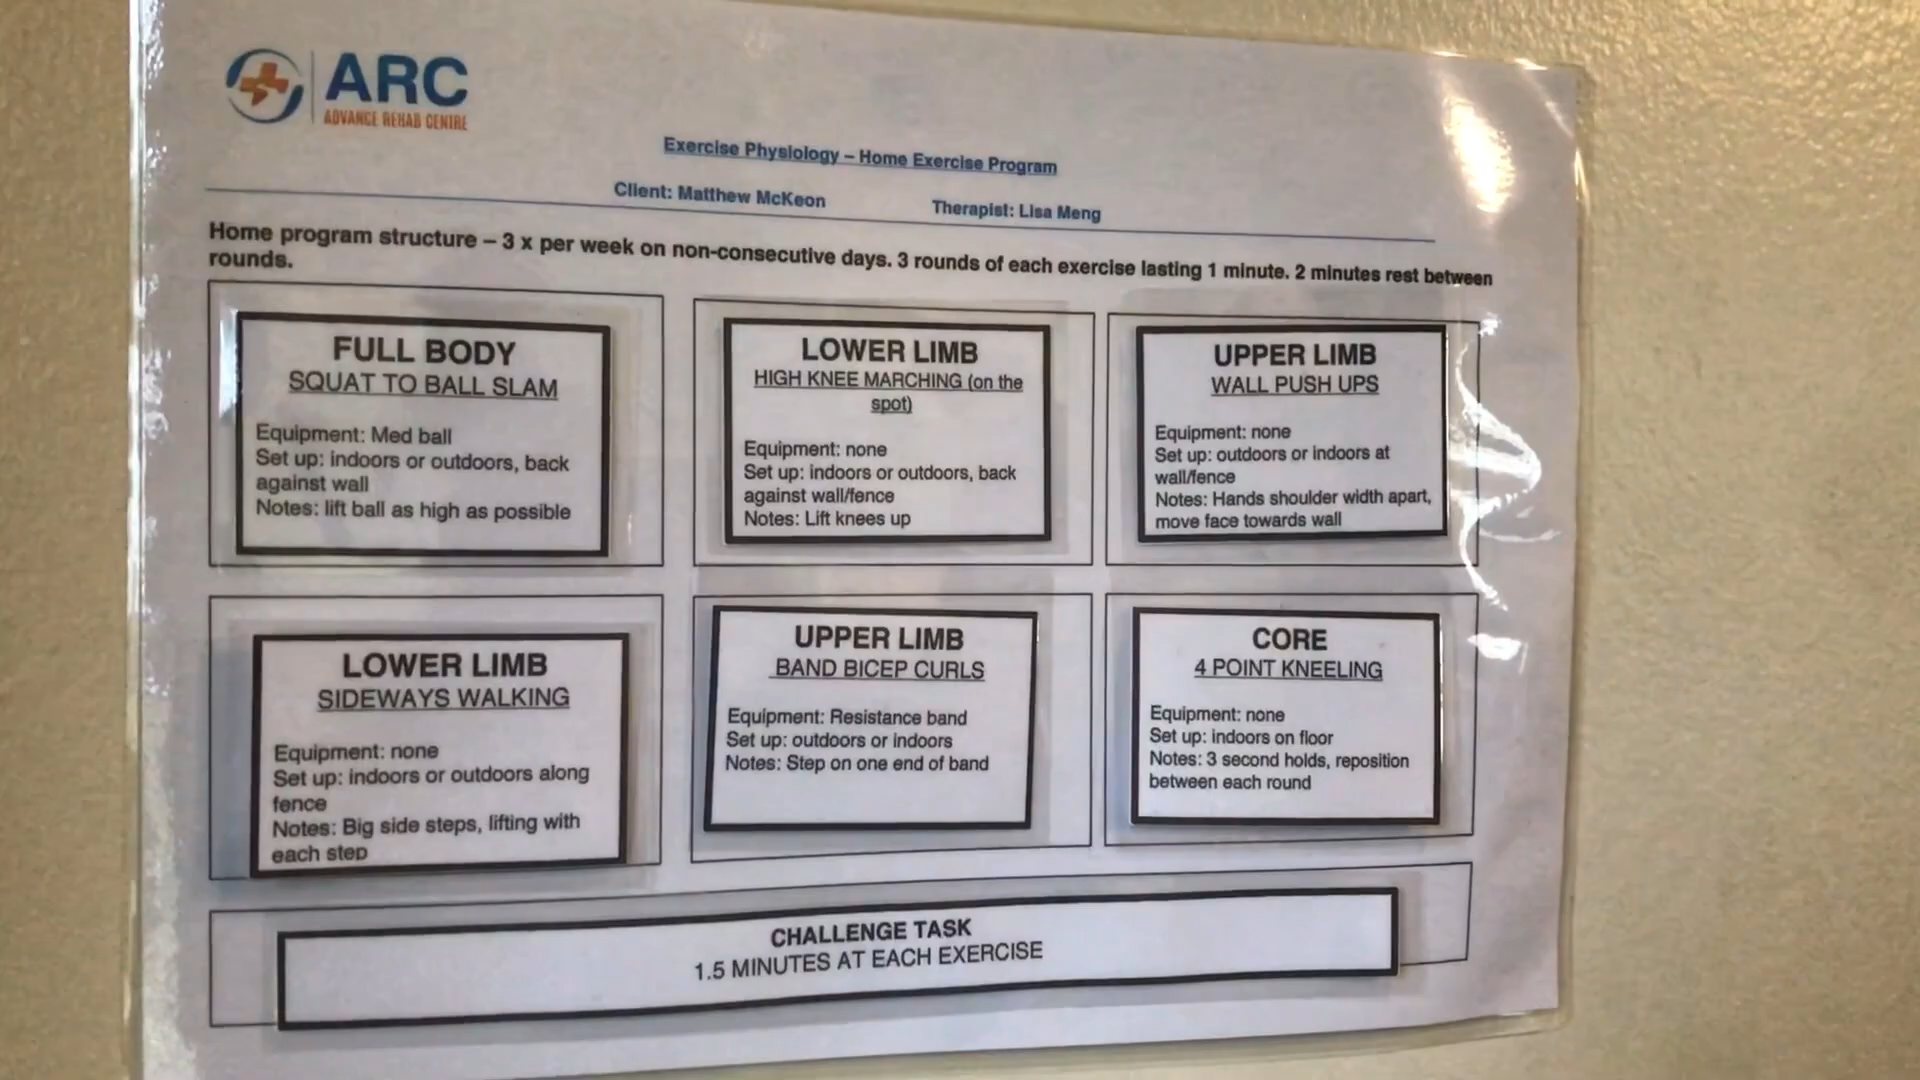 ARC
ADVANCE REHAB CENTRE
Exercise Physiology – Home Exercise Program
Client: Matthew McKeon
Therapist: Lisa Meng
Home program structure – 3 x per week on non-consecutive days. 3 rounds of each exercise lasting 1 minute. 2 minutes rest between
rounds.
FULL BODY
SQUAT TO BALL SLAM
Equipment: Med ball
Set up: indoors or outdoors, back
against wall
Notes: lift ball as high as possible
LOWER LIMB
HIGH KNEE MARCHING (on the
spot)
Equipment: none
Set up: indoors or outdoors, back
against wall/fence
Notes: Lift knees up
UPPER LIMB
WALL PUSH UPS
Equipment: none
Set up: outdoors or indoors at
wall/fence
Notes: Hands shoulder width apart,
move face towards wall
LOWER LIMB
SIDEWAYS WALKING
Equipment: none
Set up: indoors or outdoors along
fence
Notes: Big side steps, lifting with
each step
UPPER LIMB
BAND BICEP CURLS
Equipment: Resistance band
Set up: outdoors or indoors
Notes: Step on one end of band
CORE
4 POINT KNEELING
Equipment: none
Set up: indoors on floor
Notes: 3 second holds, reposition
between each round
CHALLENGE TASK
1.5 MINUTES AT EACH EXERCISE